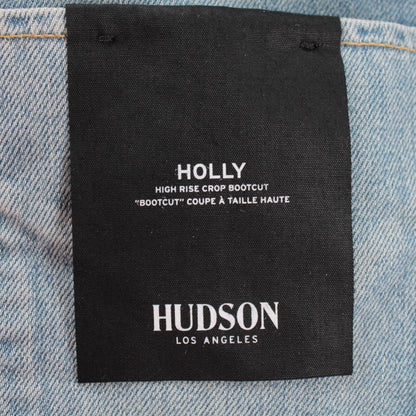 HOLLY
HIGH RISE CROP BOOTCUT
"BOOTCUT" COUPE À TAILLE HAUTE
HUDSON
LOS ANGELES